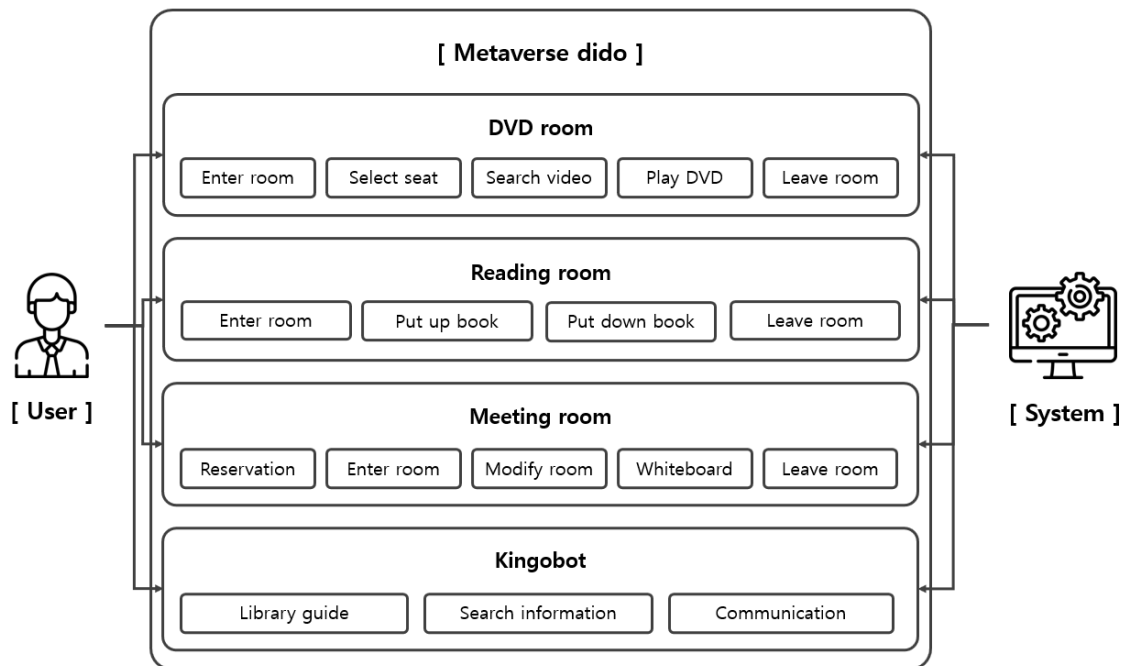 [ Metaverse dido ]
DVD room
Enter room
Select seat
Search video
Play DVD
Leave room
Reading room
Enter room
Put up book
Put down book
Leave room
[ User ]
[ System ]
Meeting room
Reservation
Enter room
Modify room
Whiteboard
Leave room
Kingobot
Library guide
Search information
Communication